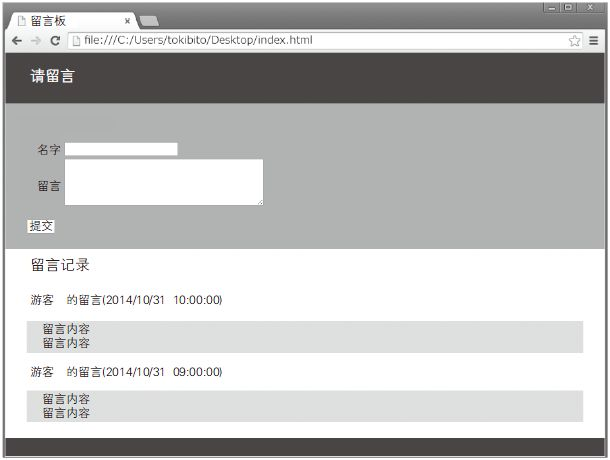 留言板
file:///C:/Users/tokibito/Desktop/index.html
请留言
名字
留言
提交
留言记录
游客 的留言(2014/10/31 10:00:00)
留言内容
留言内容
游客 的留言(2014/10/31 09:00:00)
留言内容
留言内容